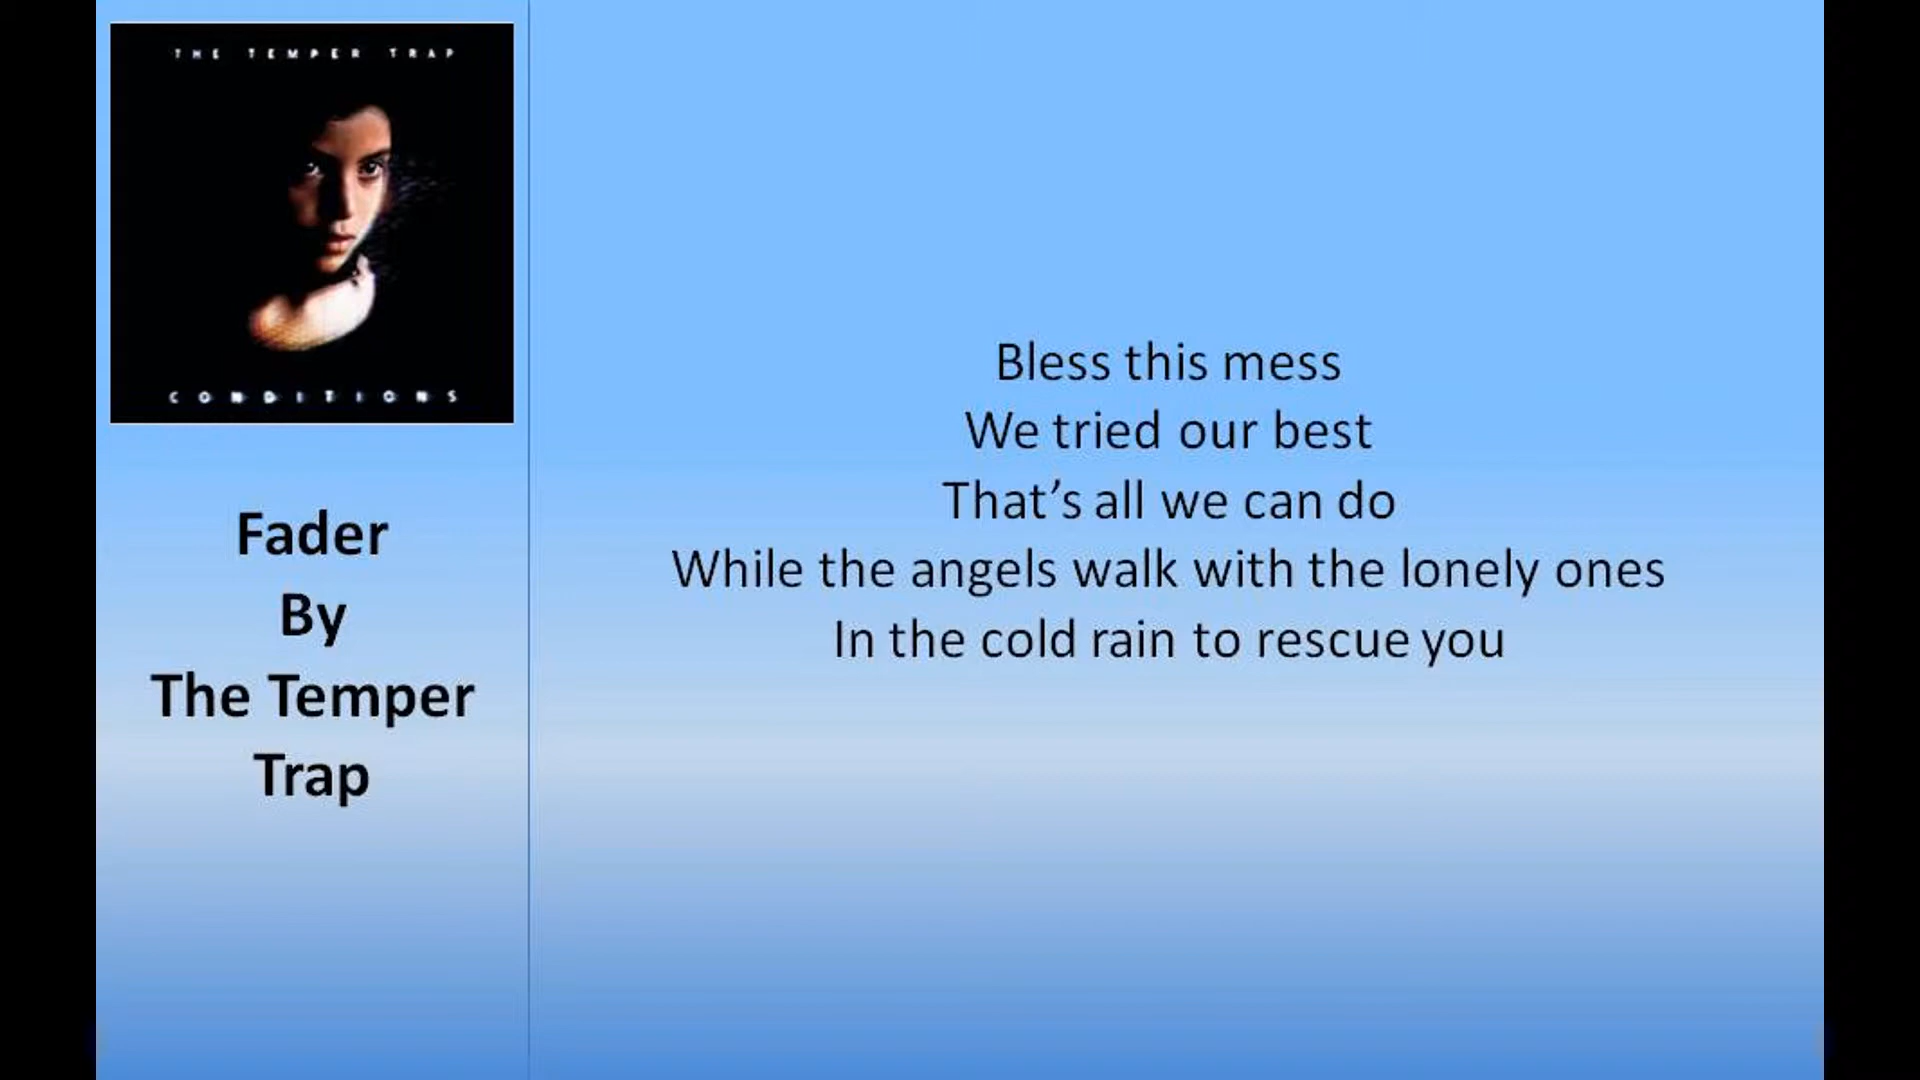 THE TEMPER TRAP
CONDITIONS
Fader
By
The Temper
Trap
Bless this mess
We tried our best
That’s all we can do
While the angels walk with the lonely ones
In the cold rain to rescue you